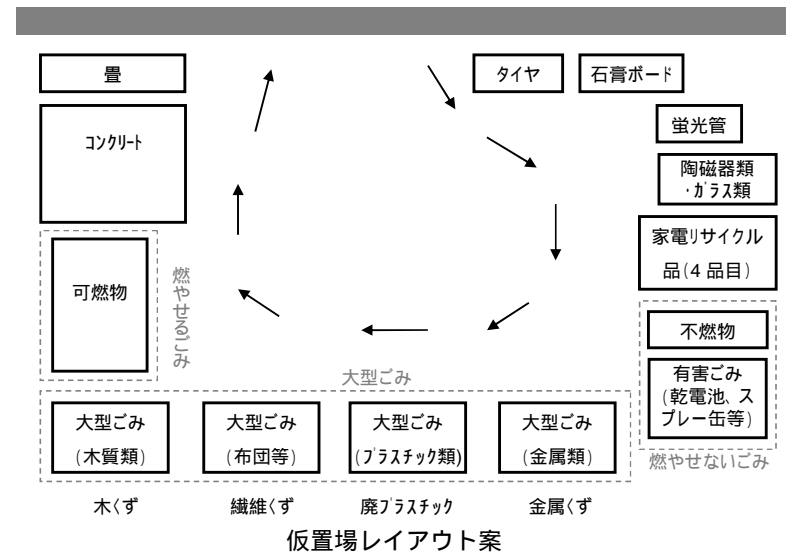 畳
タイヤ
石膏ボード
コンクリート
蛍光管
陶磁器類
・ガラス類
家電リサイクル
品(4 品目)
可燃物
燃やせるごみ
不燃物
有害ごみ
(乾電池、ス
プレー缶等)
燃やせないごみ
大型ごみ
大型ごみ
(木質類)
大型ごみ
(布団等)
大型ごみ
(プラスチック類)
大型ごみ
(金属類)
木くず
繊維くず
廃プラスチック
金属くず
仮置場レイアウト案